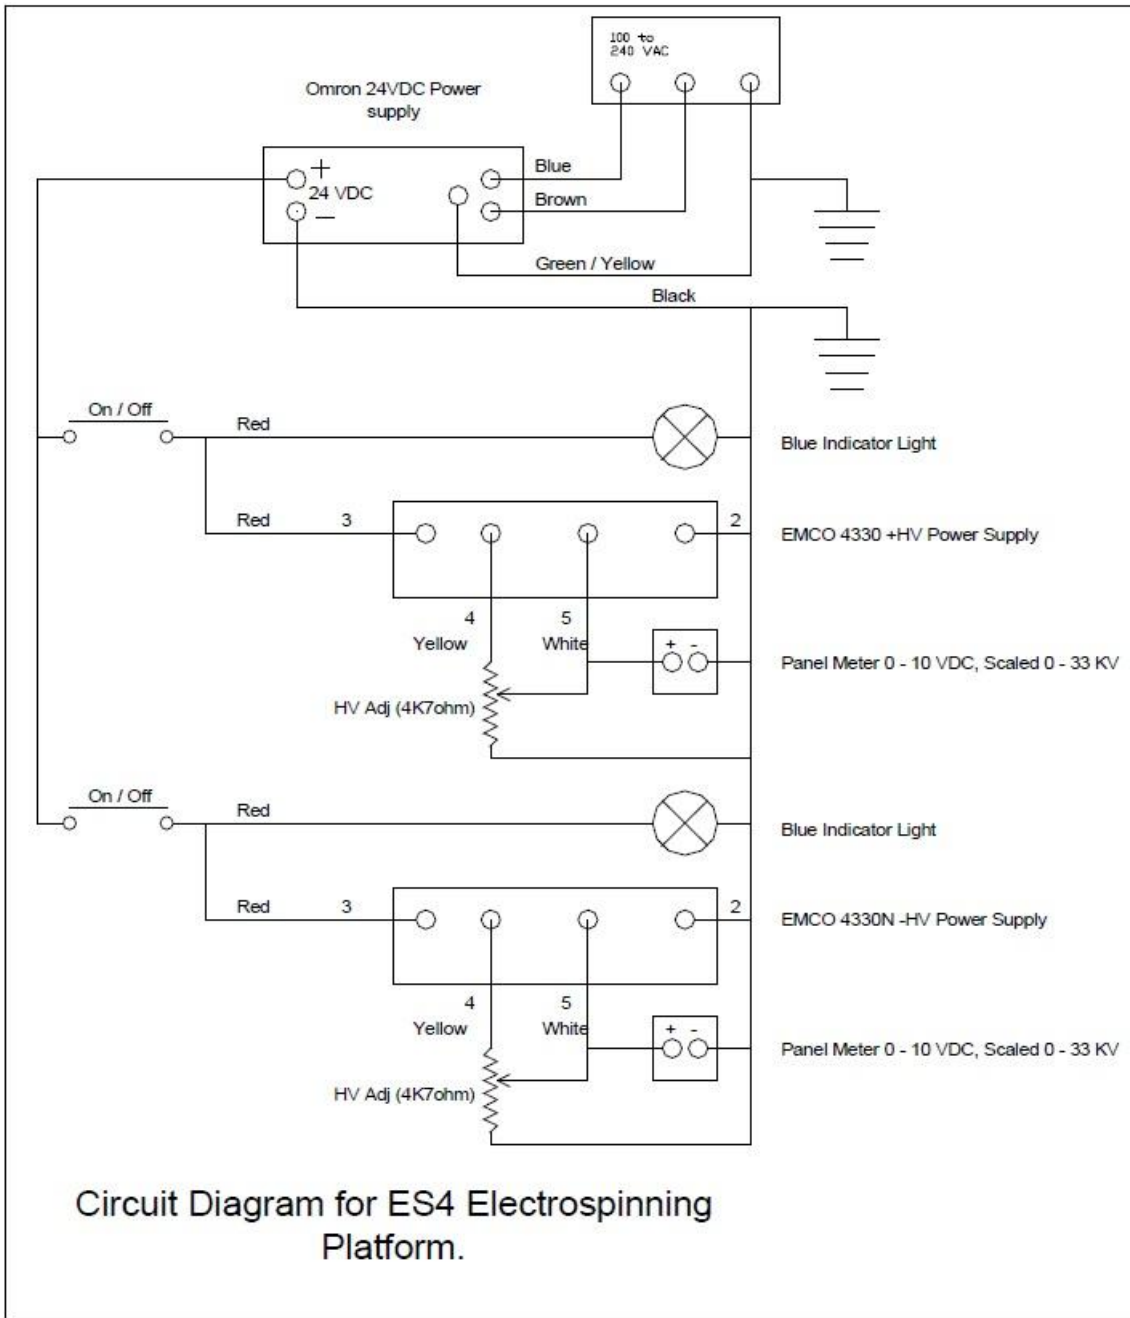 100 to
240 VAC
Omron 24VDC Power
supply
+
24 VDC
-
Blue
Brown
Green / Yellow
Black
On / Off
Red
Blue Indicator Light
Red
3
2
EMCO 4330 +HV Power Supply
4
5
Yellow
White
+ -
Panel Meter 0 - 10 VDC, Scaled 0 - 33 KV
HV Adj (4K7ohm)
On / Off
Red
Blue Indicator Light
Red
3
2
EMCO 4330N -HV Power Supply
4
5
Yellow
White
+ -
Panel Meter 0 - 10 VDC, Scaled 0 - 33 KV
HV Adj (4K7ohm)
Circuit Diagram for ES4 Electrospinning
Platform.